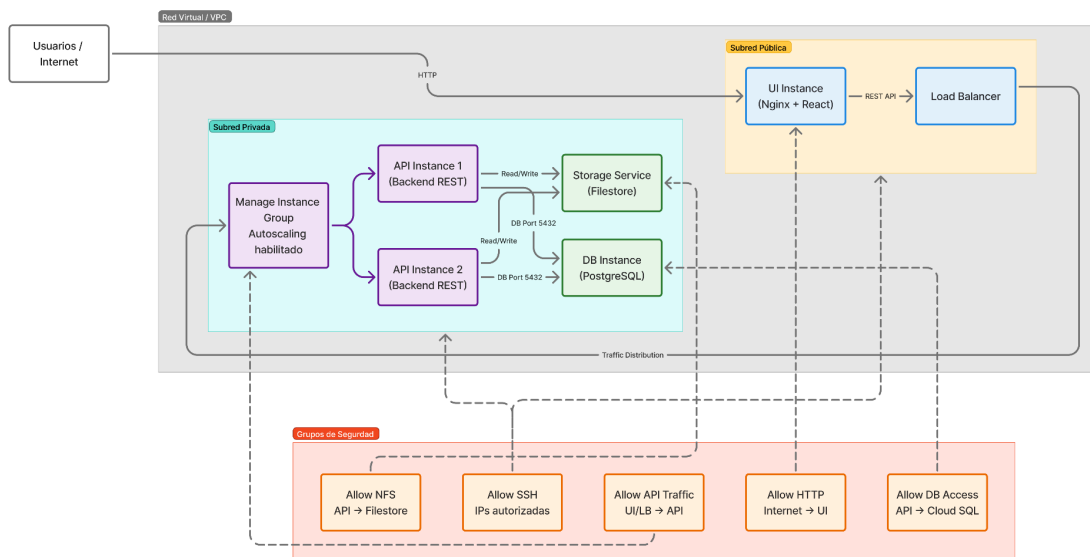 Red Virtual / VPC
Usuarios /
Internet
HTTP
Subred Pública
UI Instance
(Nginx + React)
REST API
Load Balancer
Subred Privada
Manage Instance
Group
Autoscaling
habilitado
API Instance 1
(Backend REST)
Read/Write
Storage Service
(Filestore)
DB Port 5432
Read/Write
API Instance 2
(Backend REST)
DB Port 5432
DB Instance
(PostgreSQL)
Traffic Distribution
Grupos de Segurdad
Allow NFS
API → Filestore
Allow SSH
IPs autorizadas
Allow API Traffic
UI/LB → API
Allow HTTP
Internet → UI
Allow DB Access
API → Cloud SQL